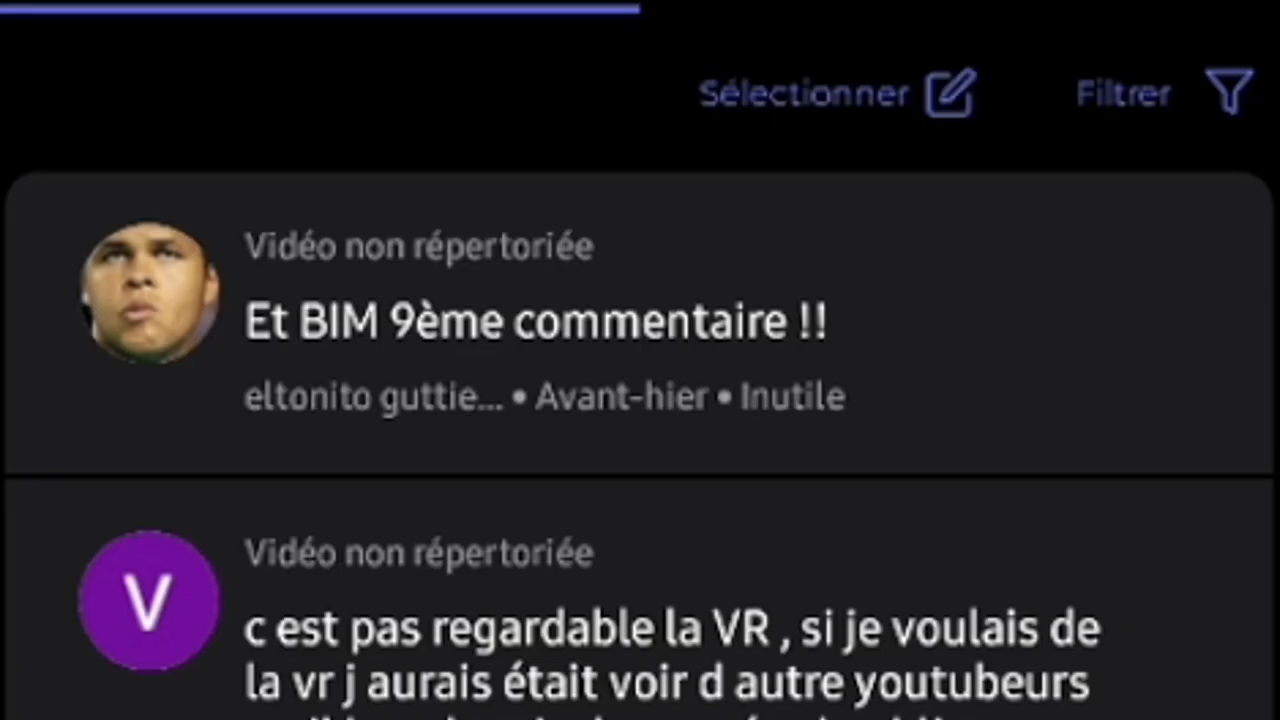 Sélectionner
Filtrer
Vidéo non répertoriée
Et BIM 9ème commentaire !!
eltonito guttie... • Avant-hier • Inutile
Vidéo non répertoriée
V
c est pas regardable la VR , si je voulais de
la vr j aurais était voir d autre youtubeurs